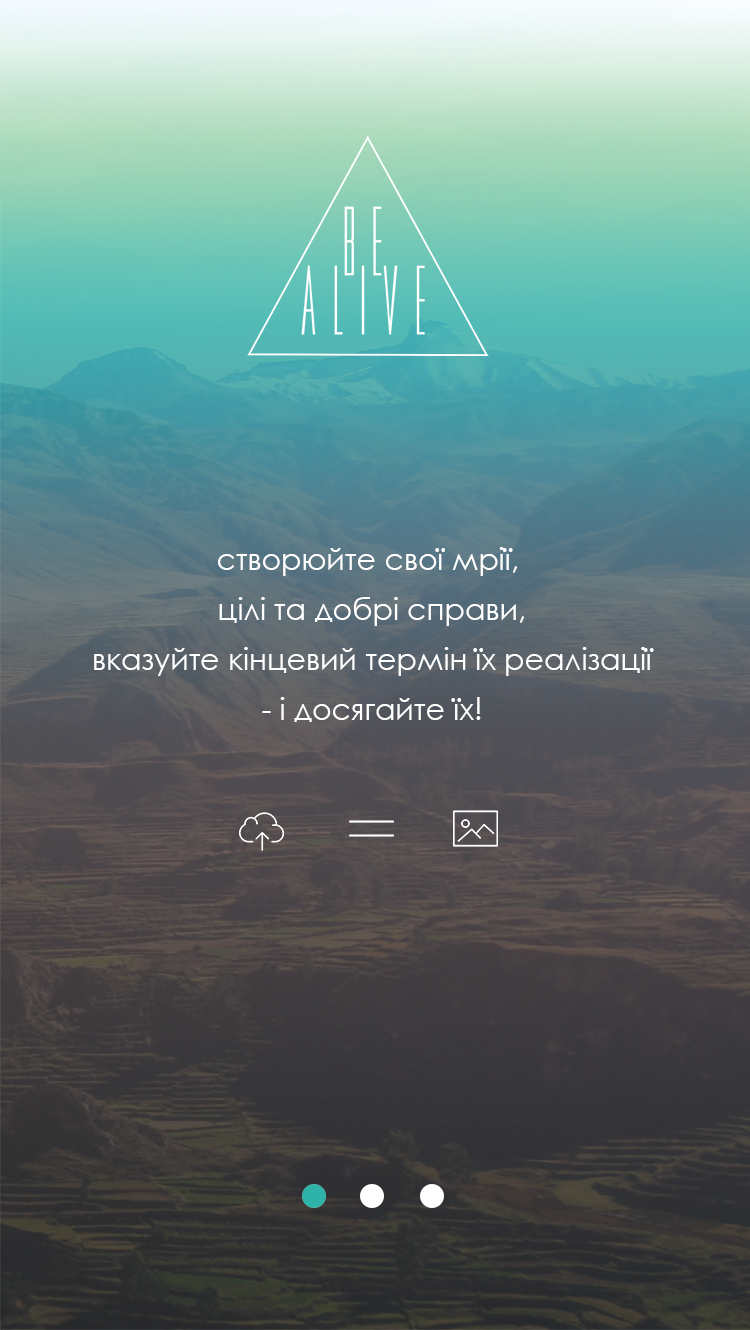 BE
ALIVE
створюйте свої мрії,
цілі та добрі справи,
вказуйте кінцевий термін їх реалізації
- і досягайте їх!